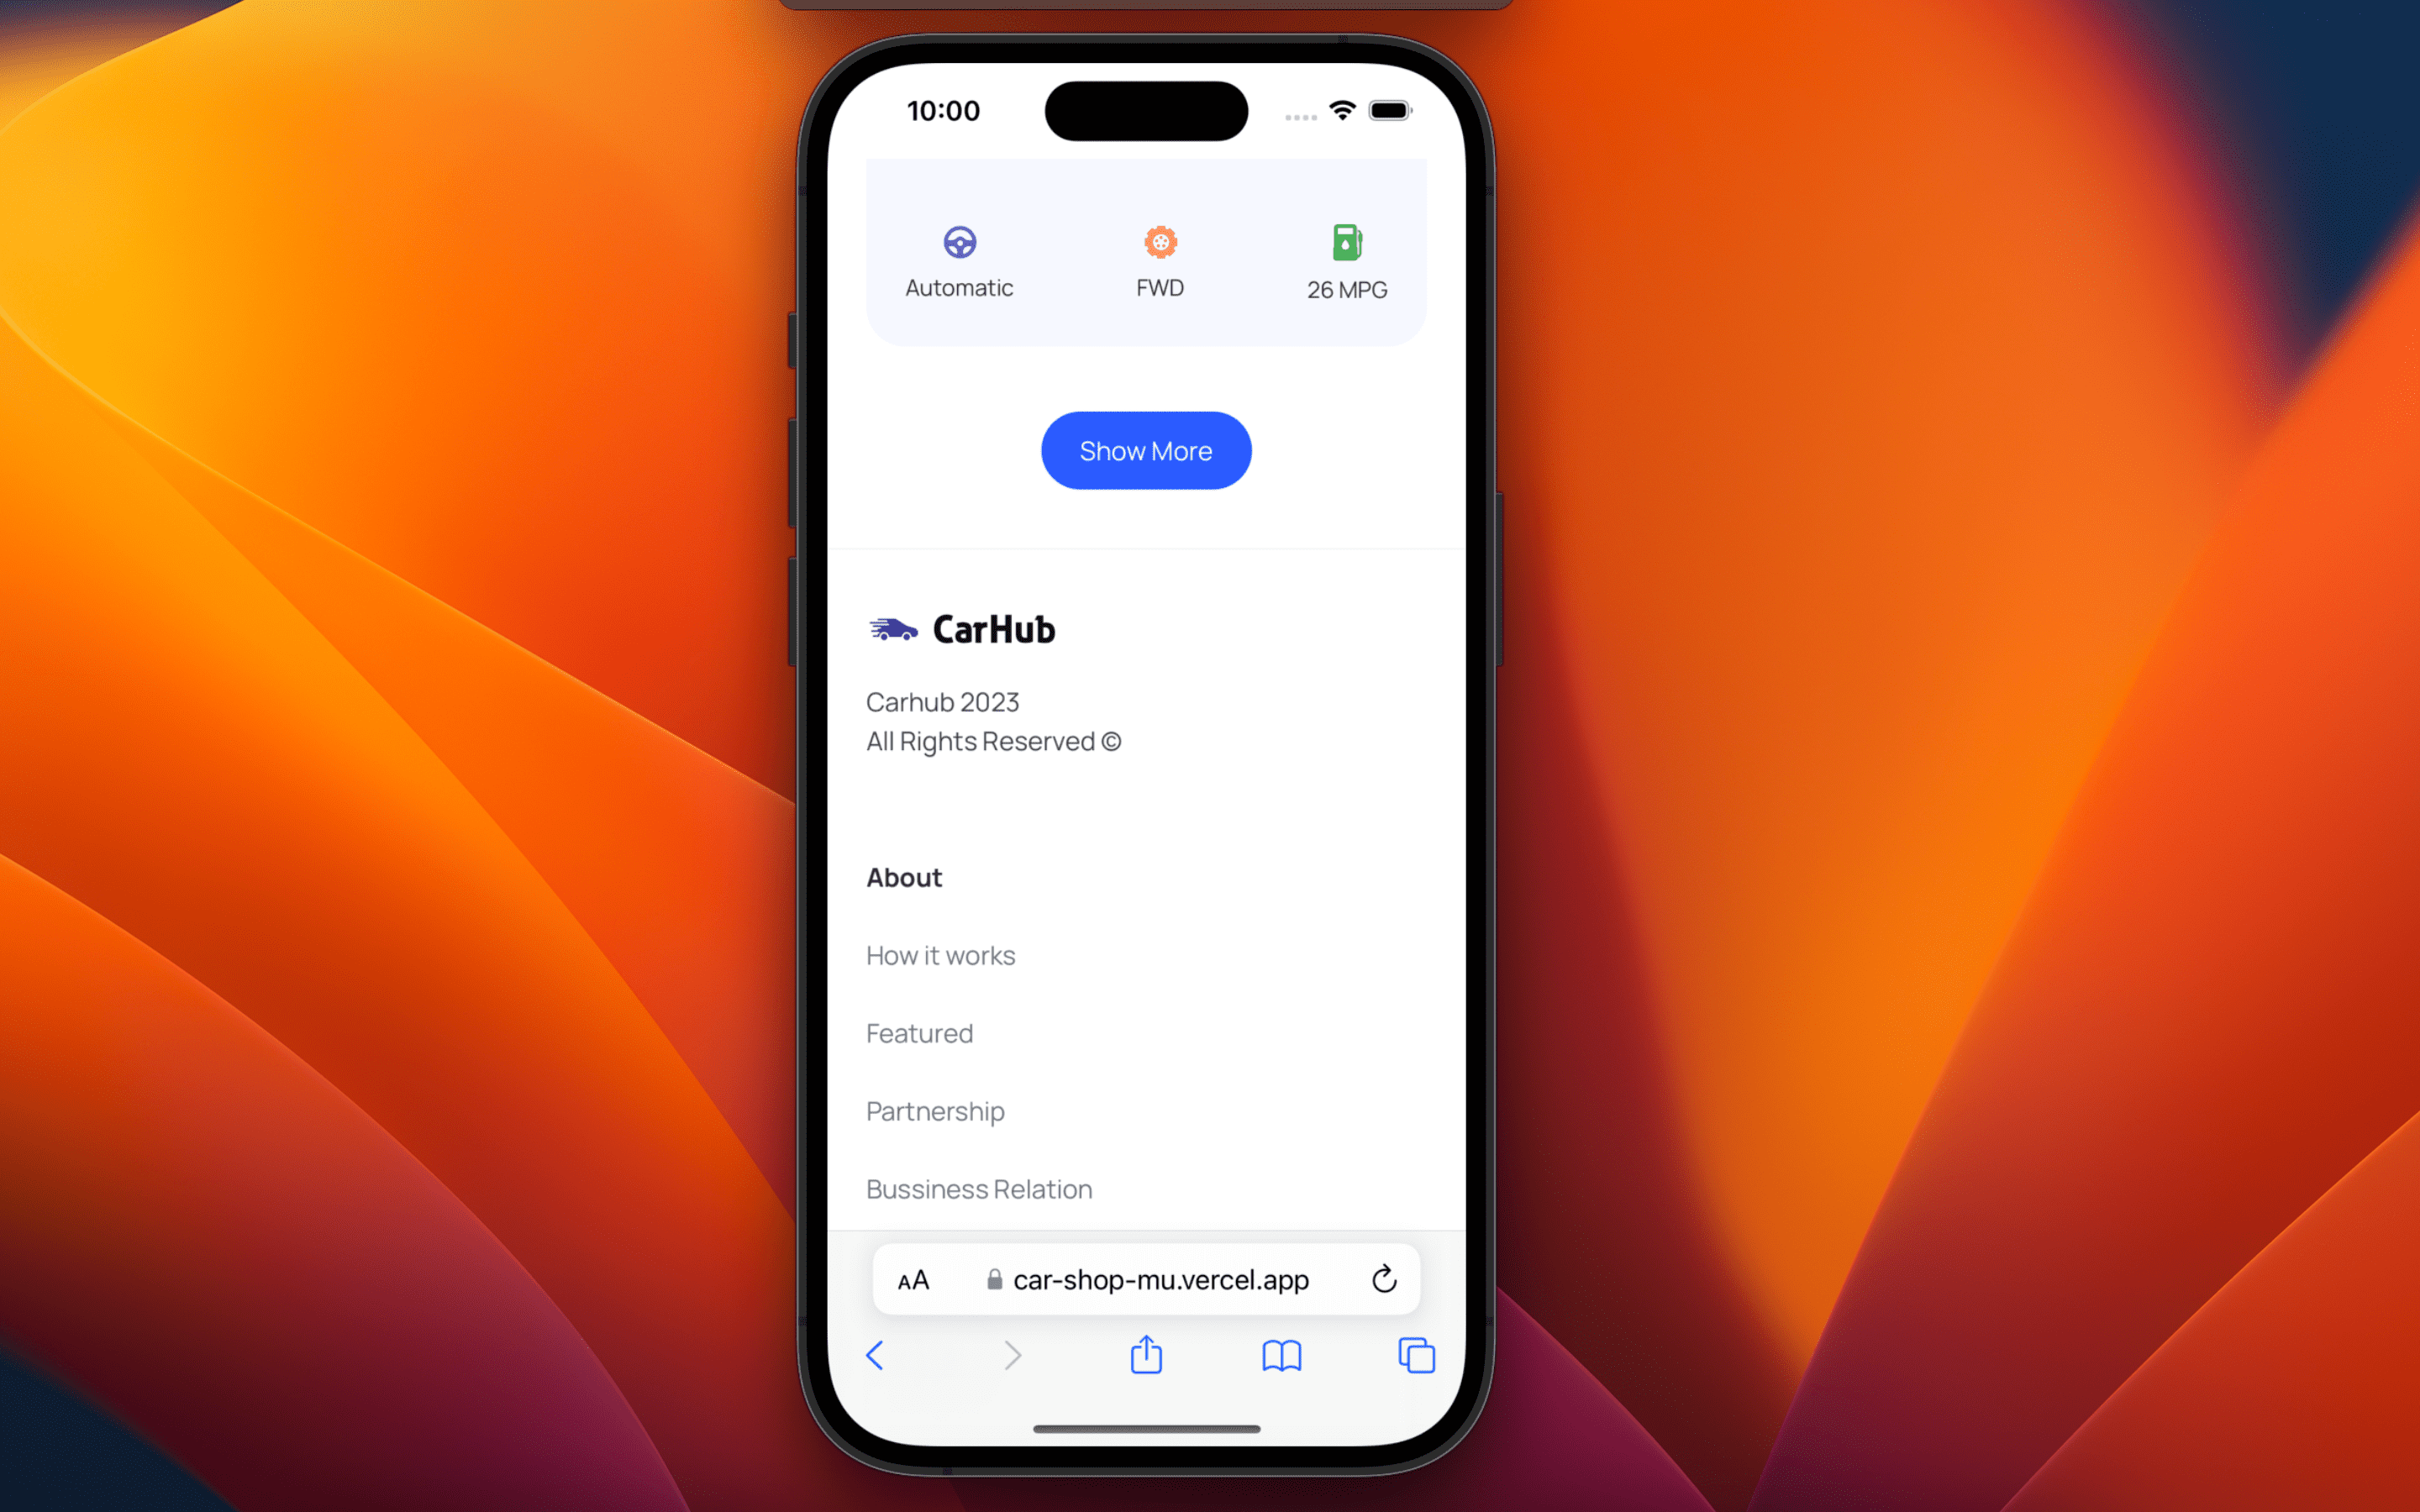 10:00
Automatic FWD 26 MPG
Show More
CarHub
Carhub 2023
All Rights Reserved ©
About
How it works
Featured
Partnership
Bussiness Relation
AA car-shop-mu.vercel.app